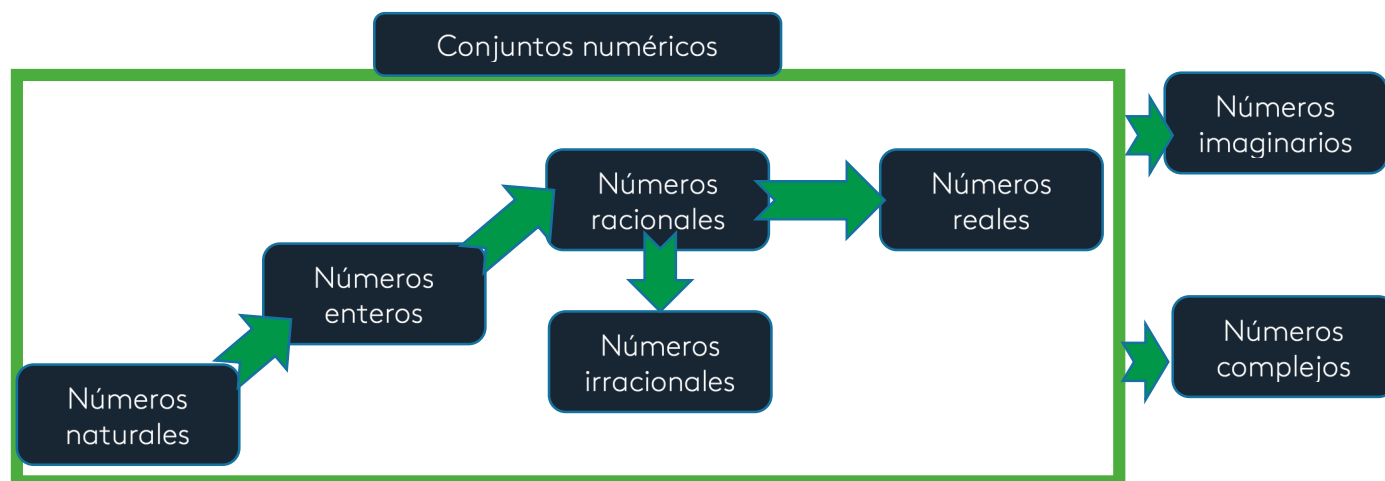 Conjuntos numéricos
Números
imaginarios
Números
racionales
Números
reales
Números
enteros
Números
irracionales
Números
complejos
Números
naturales